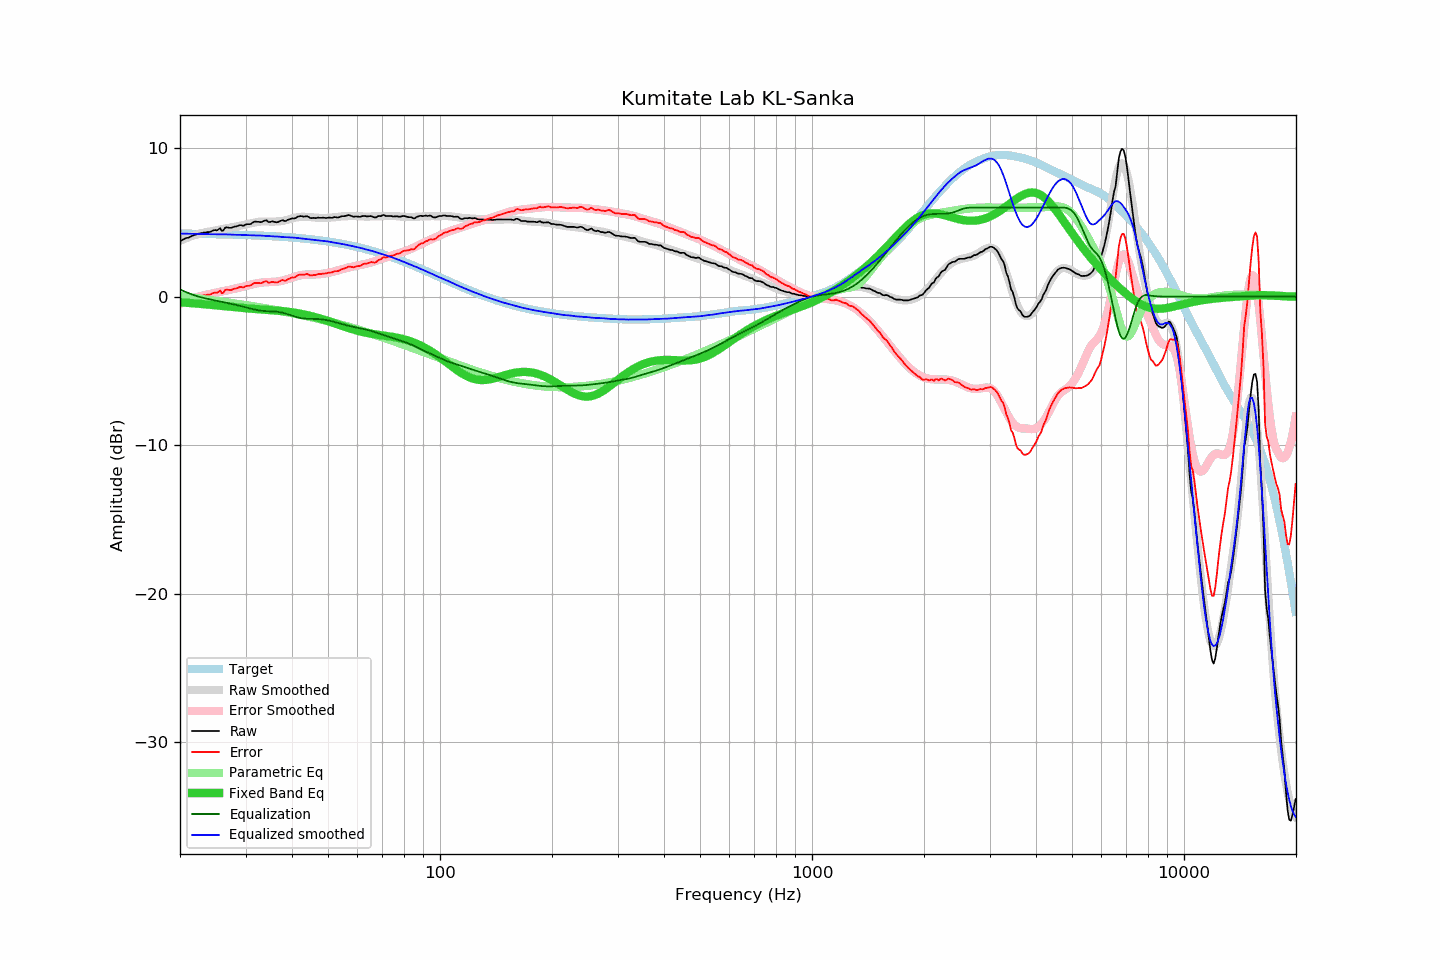 Kumitate Lab KL-Sanka
10
0
−10
−20
−30
Amplitude (dBr)
Target
Raw Smoothed
Error Smoothed
Raw
Error
Parametric Eq
Fixed Band Eq
Equalization
Equalized smoothed
100
1000
10000
Frequency (Hz)